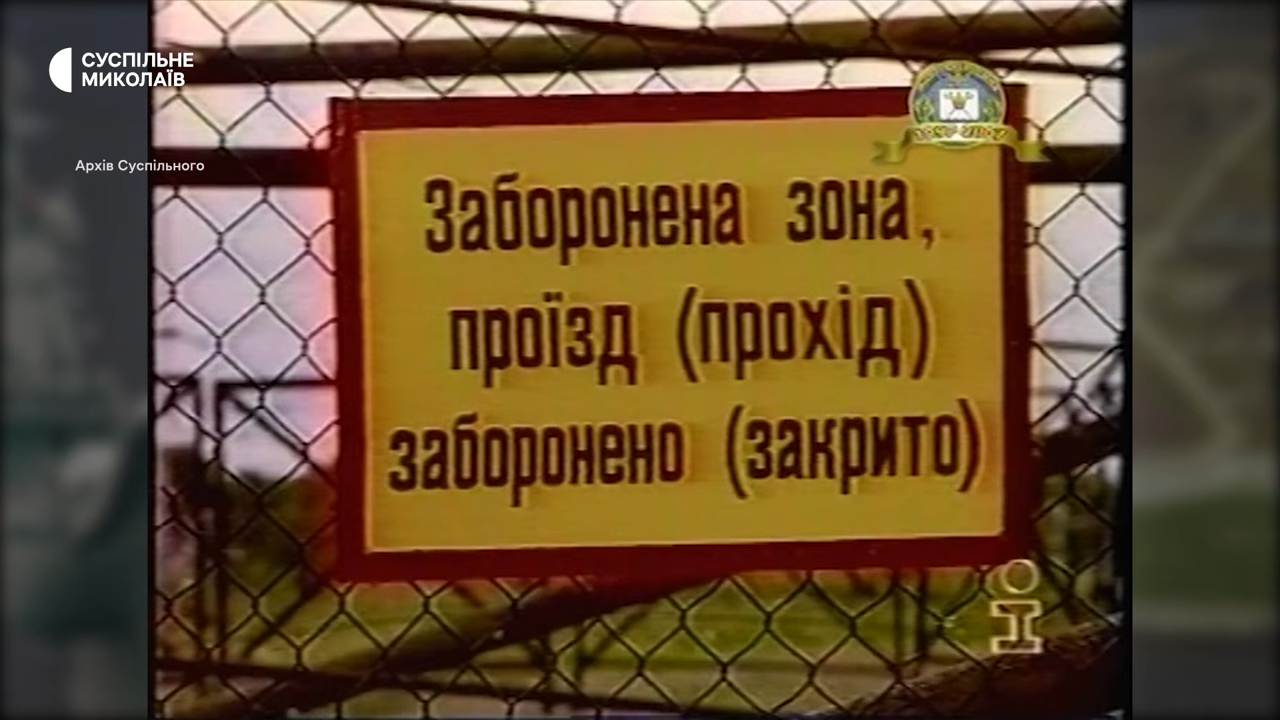 СУСПІЛЬНЕ
МИКОЛАЇВ
Архів Суспільного
Заборонена зона,
проїзд (прохід)
заборонено (закрито)